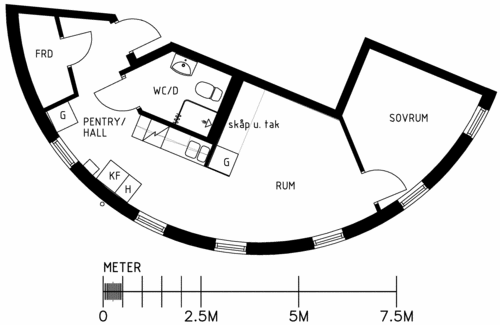 FRD
WC/D
G
PENTRY/
HALL
skåp u. tak
SOVRUM
G
KF
H
RUM
METER
0
2.5M
5M
7.5M